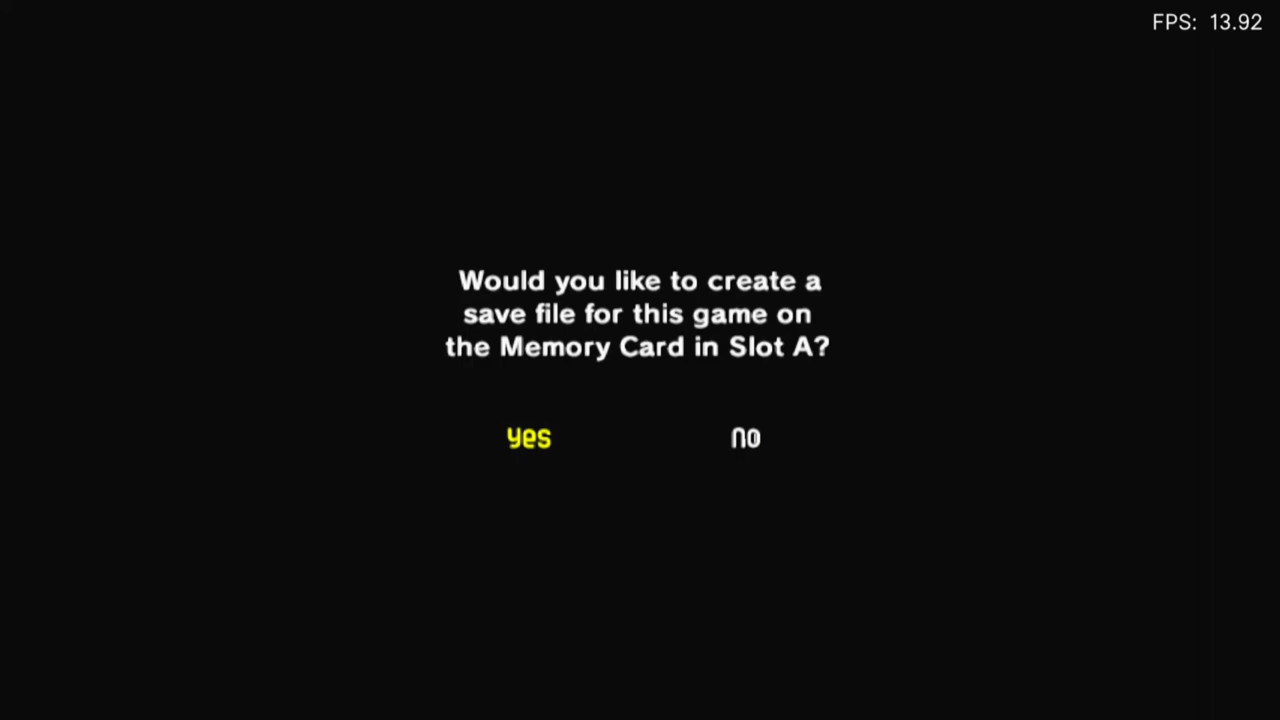 FPS: 13.92
Would you like to create a
save file for this game on
the Memory Card in Slot A?
yes no